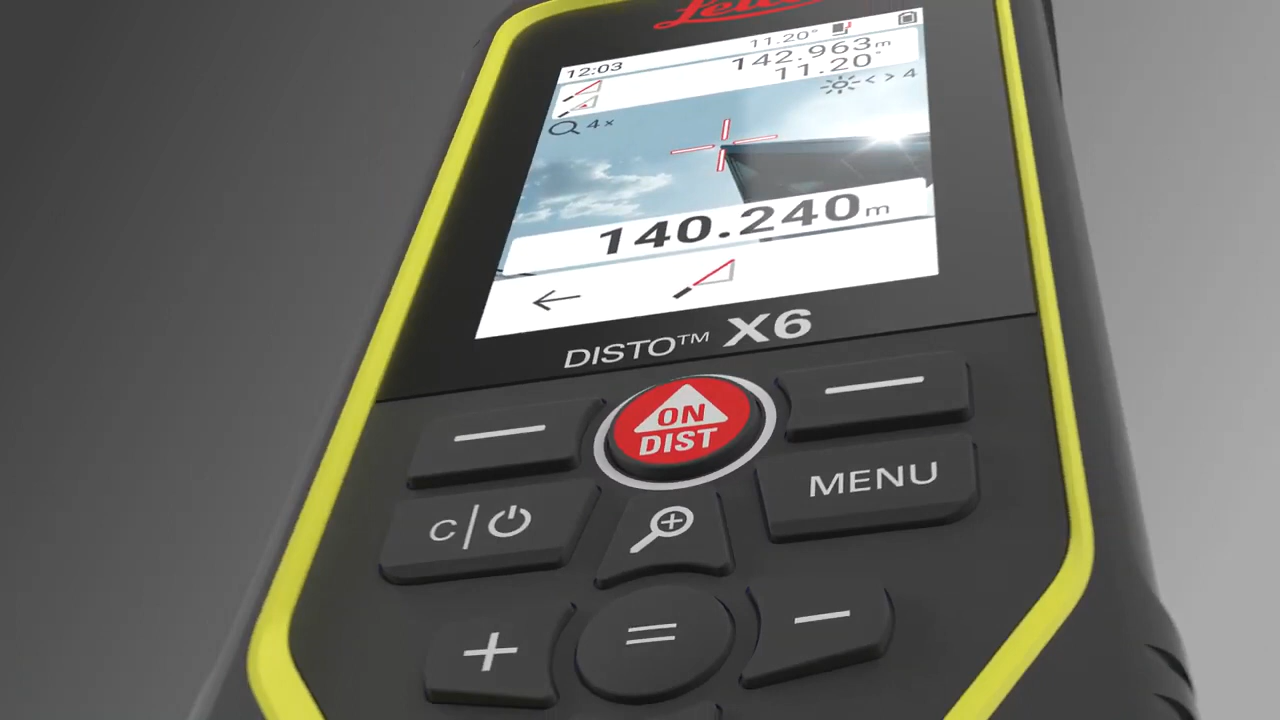 Leica
11.20°
12:03
142.963m
11.20°
< > 4
4×
140.240m
DISTO™ X6
ON
DIST
MENU
C|
+
=
−